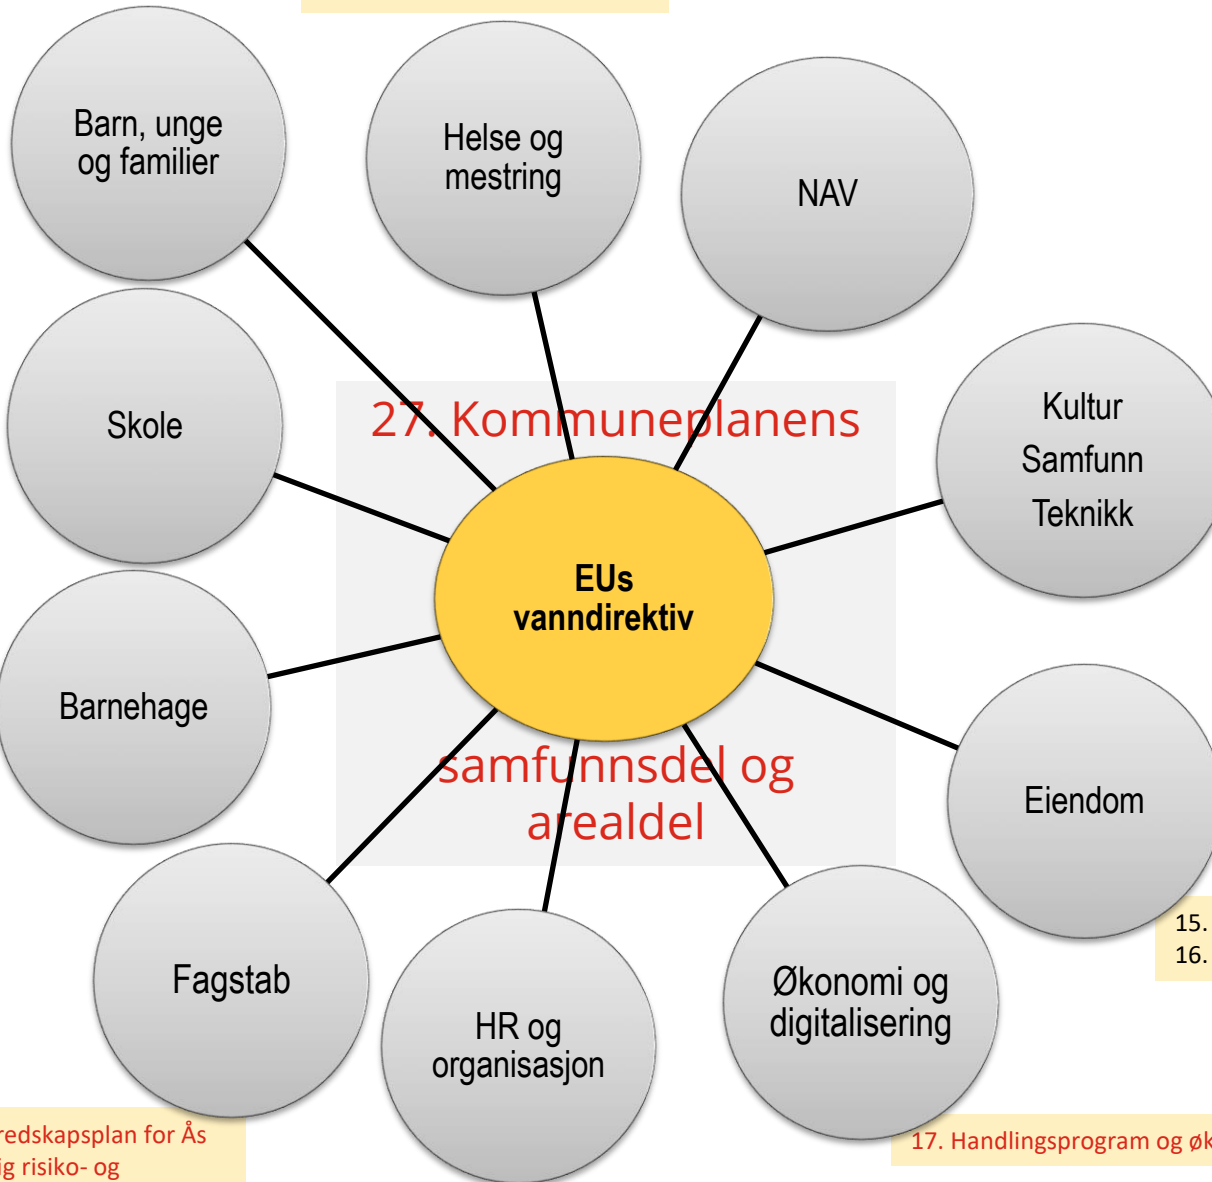 Barn, unge
og familier
Helse og
mestring
NAV
Skole
27. Kommuneplanens
Kultur
Samfunn
Teknikk
EUs
vanndirektiv
Barnehage
samfunnsdel og
arealdel
Eiendom
15.
16.
Fagstab
HR og
organisasjon
Økonomi og
digitalisering
redskapsplan for Ås
ig risiko- og
17. Handlingsprogram og øk